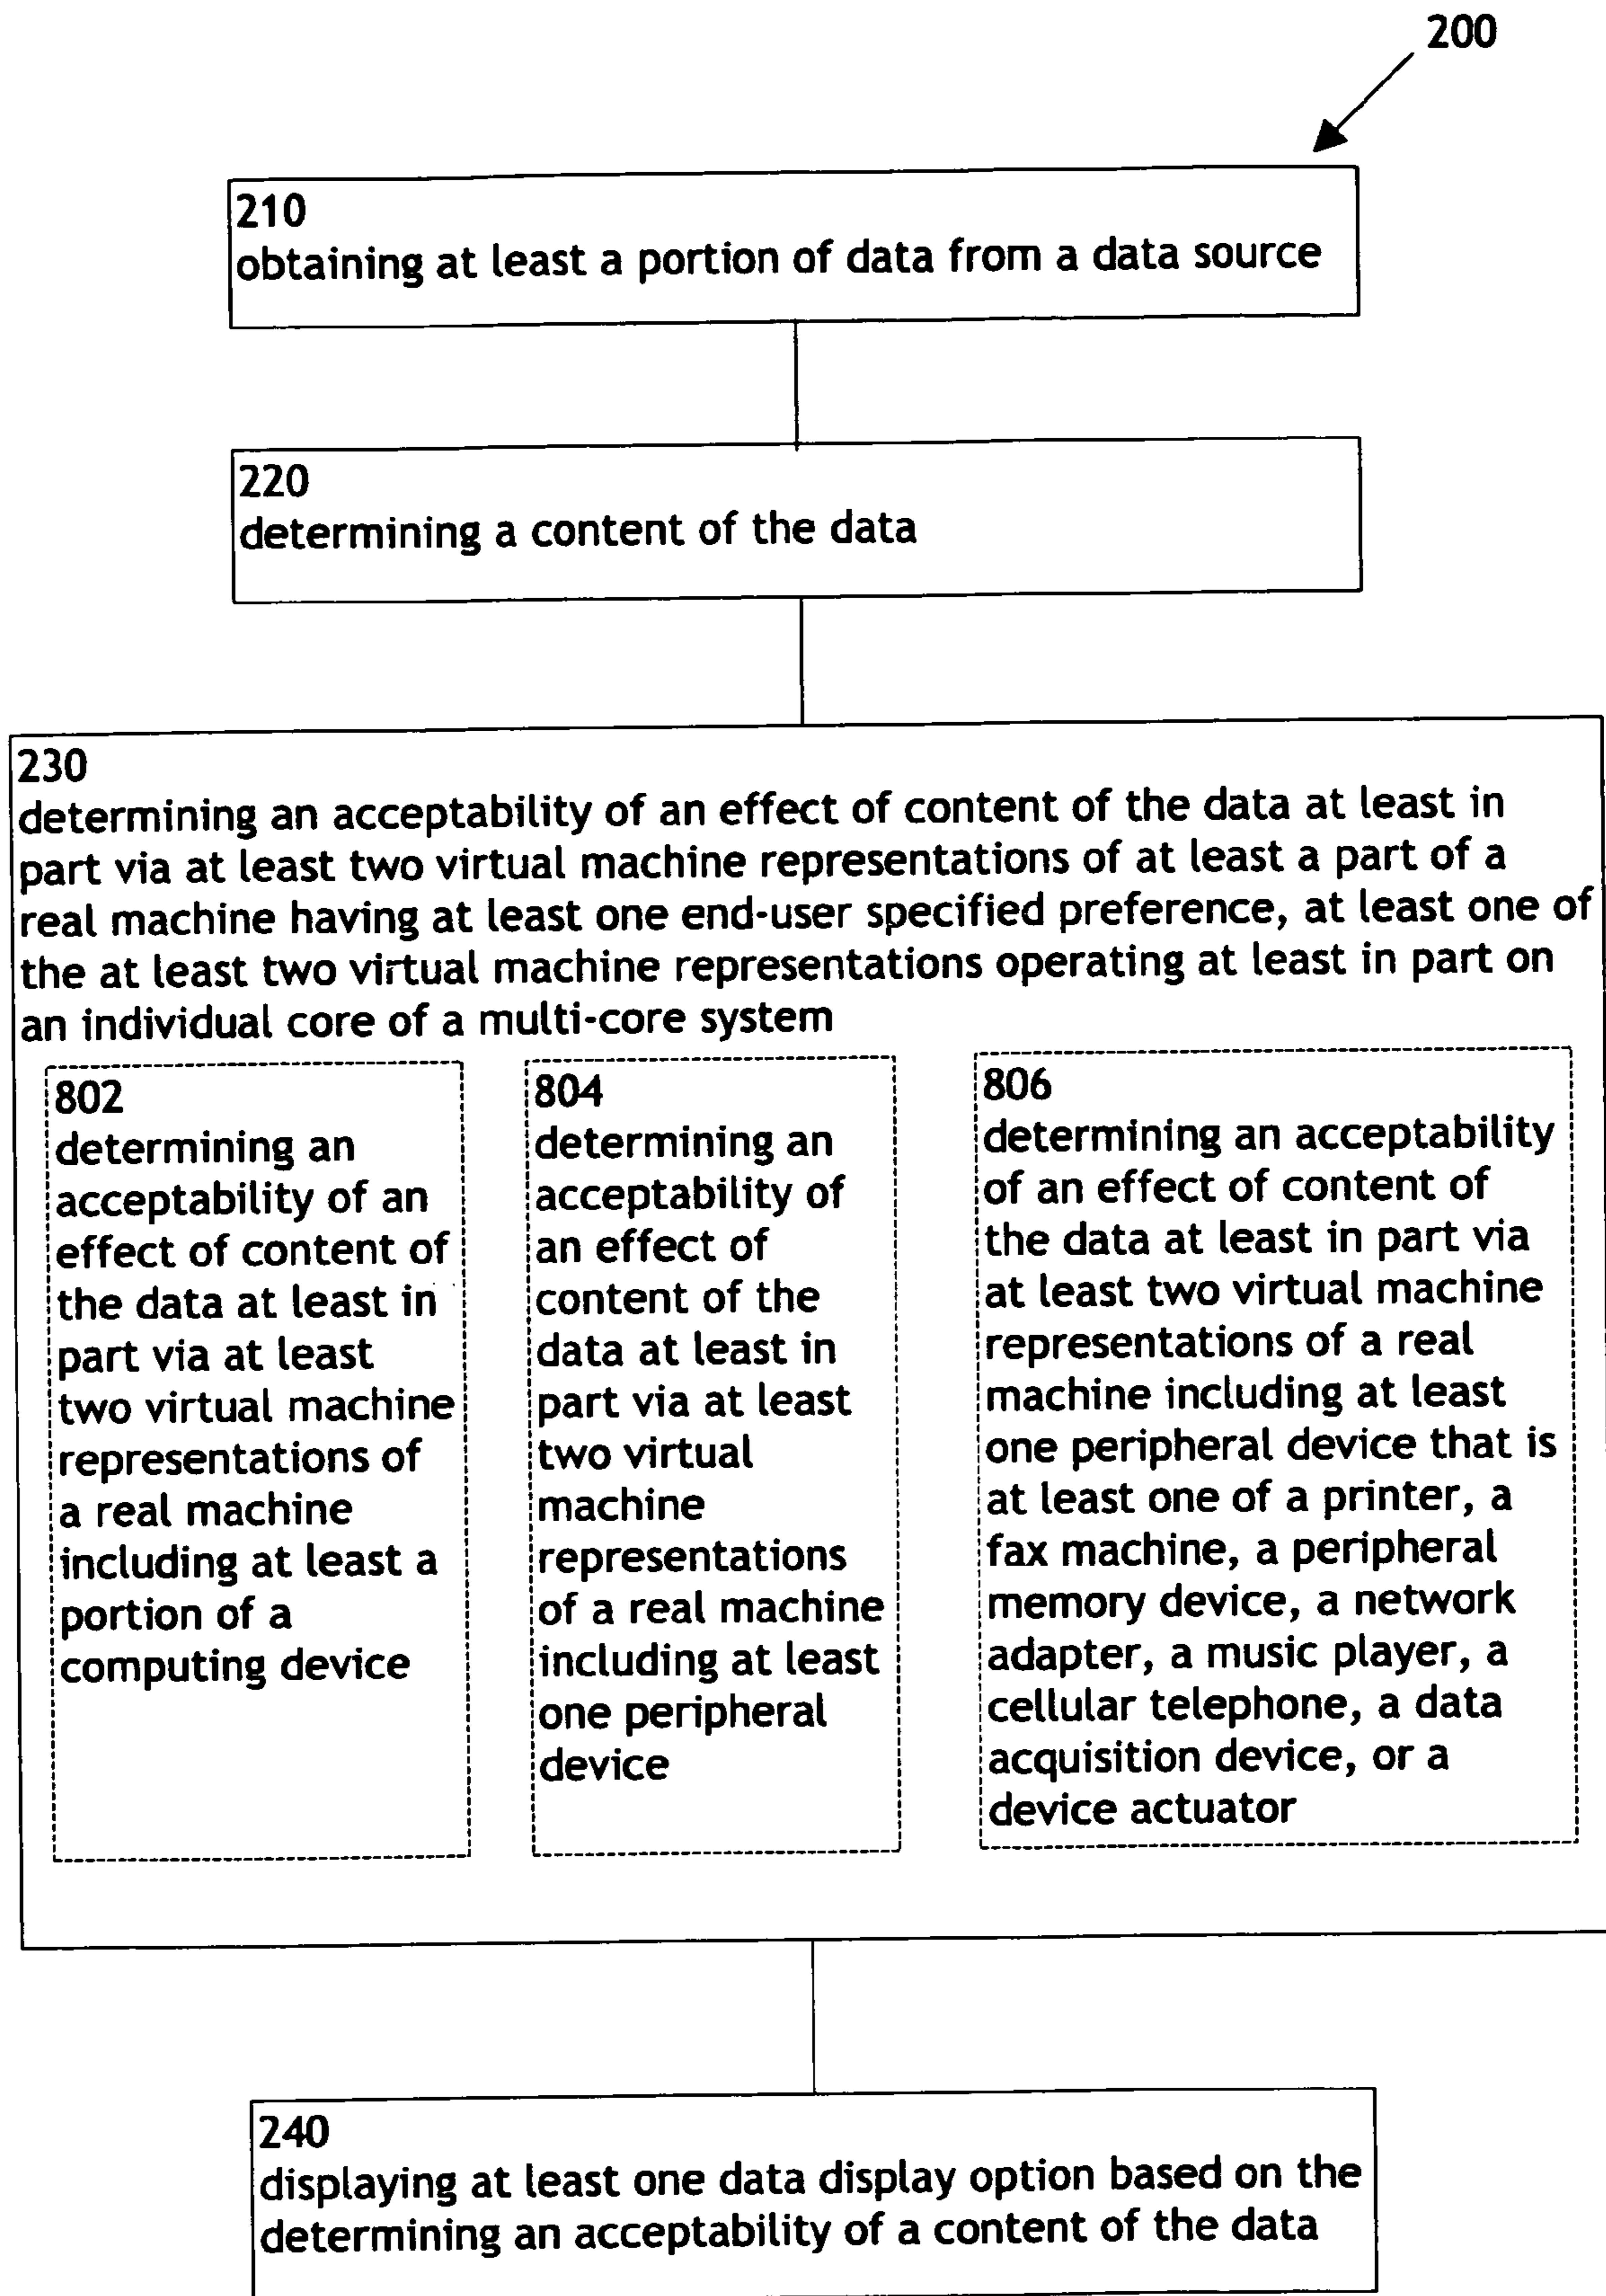 200
210
obtaining at least a portion of data from a data source
220
determining a content of the data
230
determining an acceptability of an effect of content of the data at least in
part via at least two virtual machine representations of at least a part of a
real machine having at least one end-user specified preference, at least one of
the at least two virtual machine representations operating at least in part on
an individual core of a multi-core system
802
determining an
acceptability of an
effect of content of
the data at least in
part via at least
two virtual machine
representations of
a real machine
including at least a
portion of a
computing device
804
determining an
acceptability of
an effect of
content of the
data at least in
part via at least
two virtual
machine
representations
of a real machine
including at least
one peripheral
device
806
determining an acceptability
of an effect of content of
the data at least in part via
at least two virtual machine
representations of a real
machine including at least
one peripheral device that is
at least one of a printer, a
fax machine, a peripheral
memory device, a network
adapter, a music player, a
cellular telephone, a data
acquisition device, or a
device actuator
240
displaying at least one data display option based on the
determining an acceptability of a content of the data